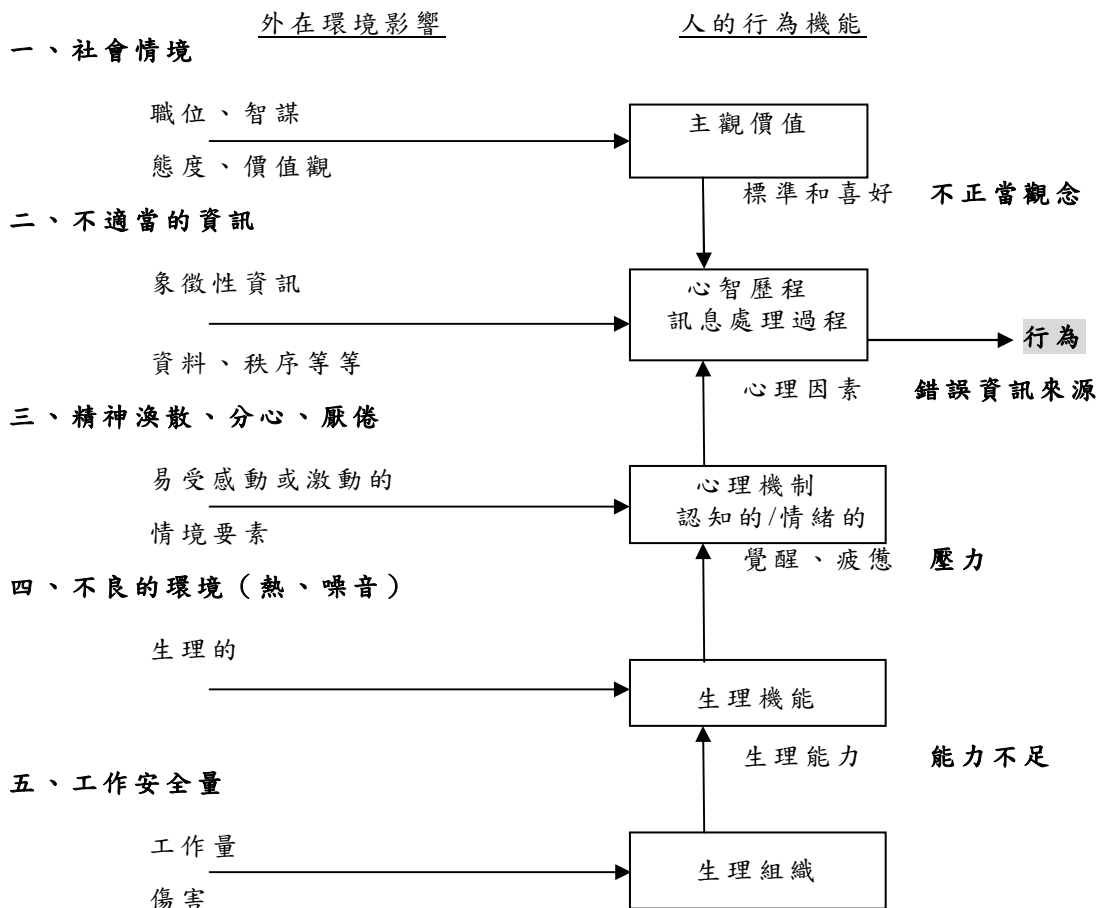 外在環境影響 人的行為機能
一、社會情境
職位、智謀 主觀價值
態度、價值觀
標準和喜好 不正當觀念
二、不適當的資訊
象徵性資訊 心智歷程
訊息處理過程
行為
資料、秩序等等
心理因素 錯誤資訊來源
三、精神渙散、分心、厭倦
易受感動或激動的 心理機制
認知的/情緒的
情境要素
覺醒、疲憊 壓力
四、不良的環境（熱、噪音）
生理的
生理機能
生理能力 能力不足
五、工作安全量
工作量
生理組織
傷害